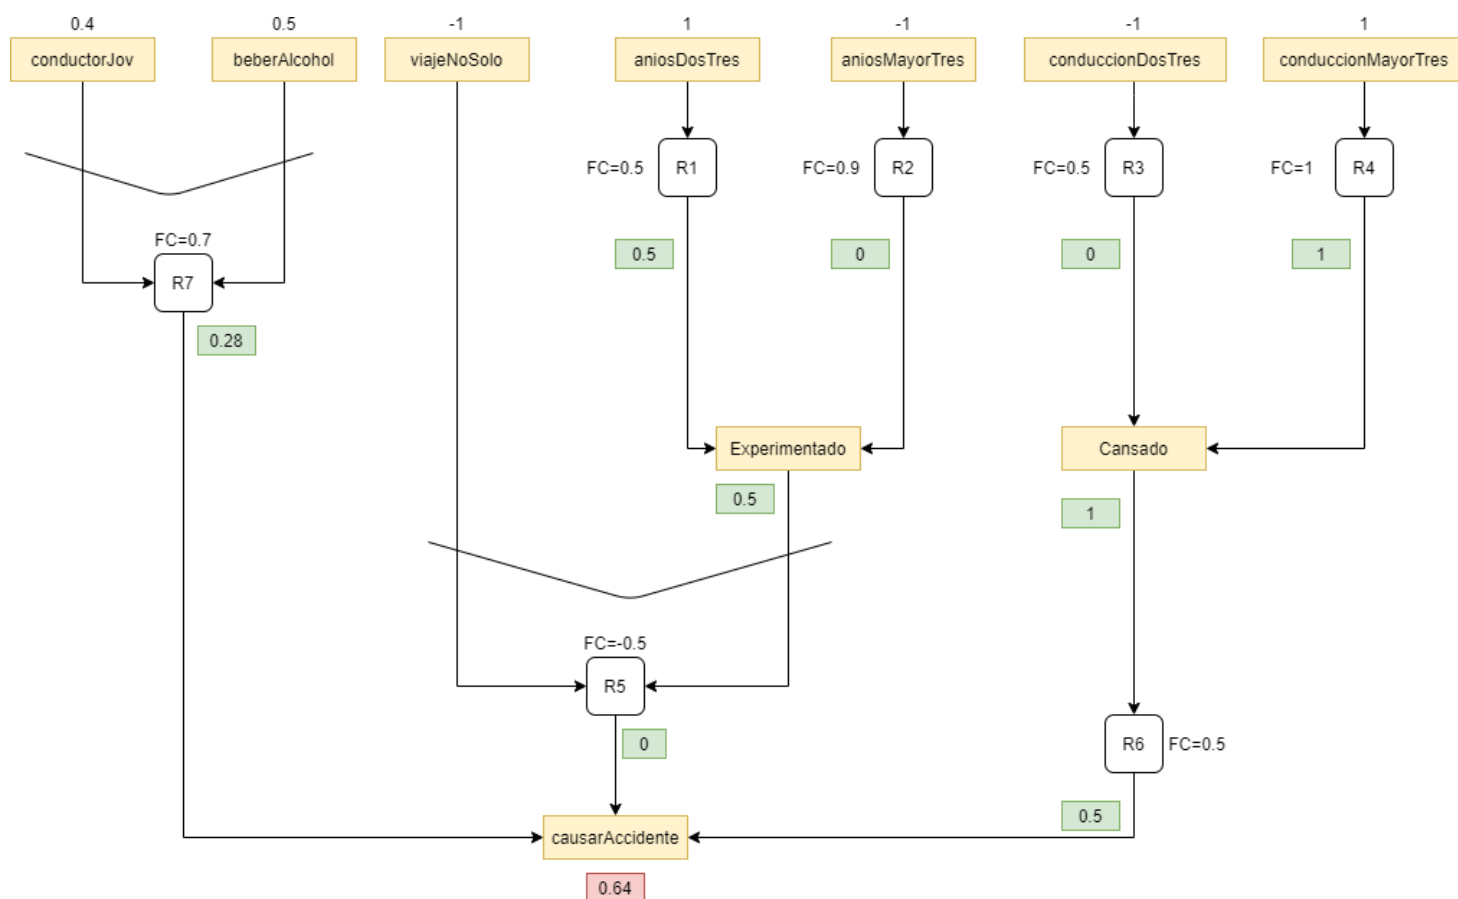 0.4
0.5
-1
1
-1
-1
1
conductorJov
beberAlcohol
viajeNoSolo
aniosDosTres
aniosMayorTres
conduccionDosTres
conduccionMayorTres
FC=0.5
R1
FC=0.9
R2
FC=0.5
R3
FC=1
R4
FC=0.7
R7
0.5
0
0
1
0.28
Experimentado
Cansado
0.5
1
FC=-0.5
R5
0
R6
FC=0.5
0.5
causarAccidente
0.64